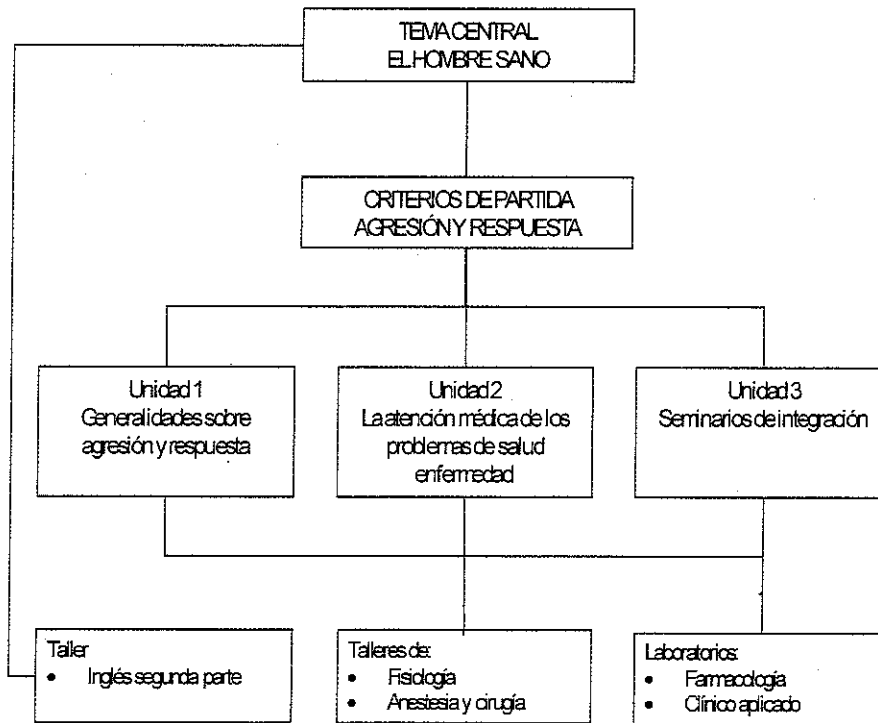 TEMA CENTRAL
EL HOMBRE SANO
CRITERIOS DE PARTIDA
AGRESIÓN Y RESPUESTA
Unidad 1
Generalidades sobre
agresión y respuesta
Unidad 2
La atención médica de los
problemas de salud
enfermedad
Unidad 3
Seminarios de integración
Taller
• Inglés segunda parte
Talleres de:
• Fisiología
• Anestesia y cirugía
Laboratorios:
• Farmacología
• Clínico aplicado